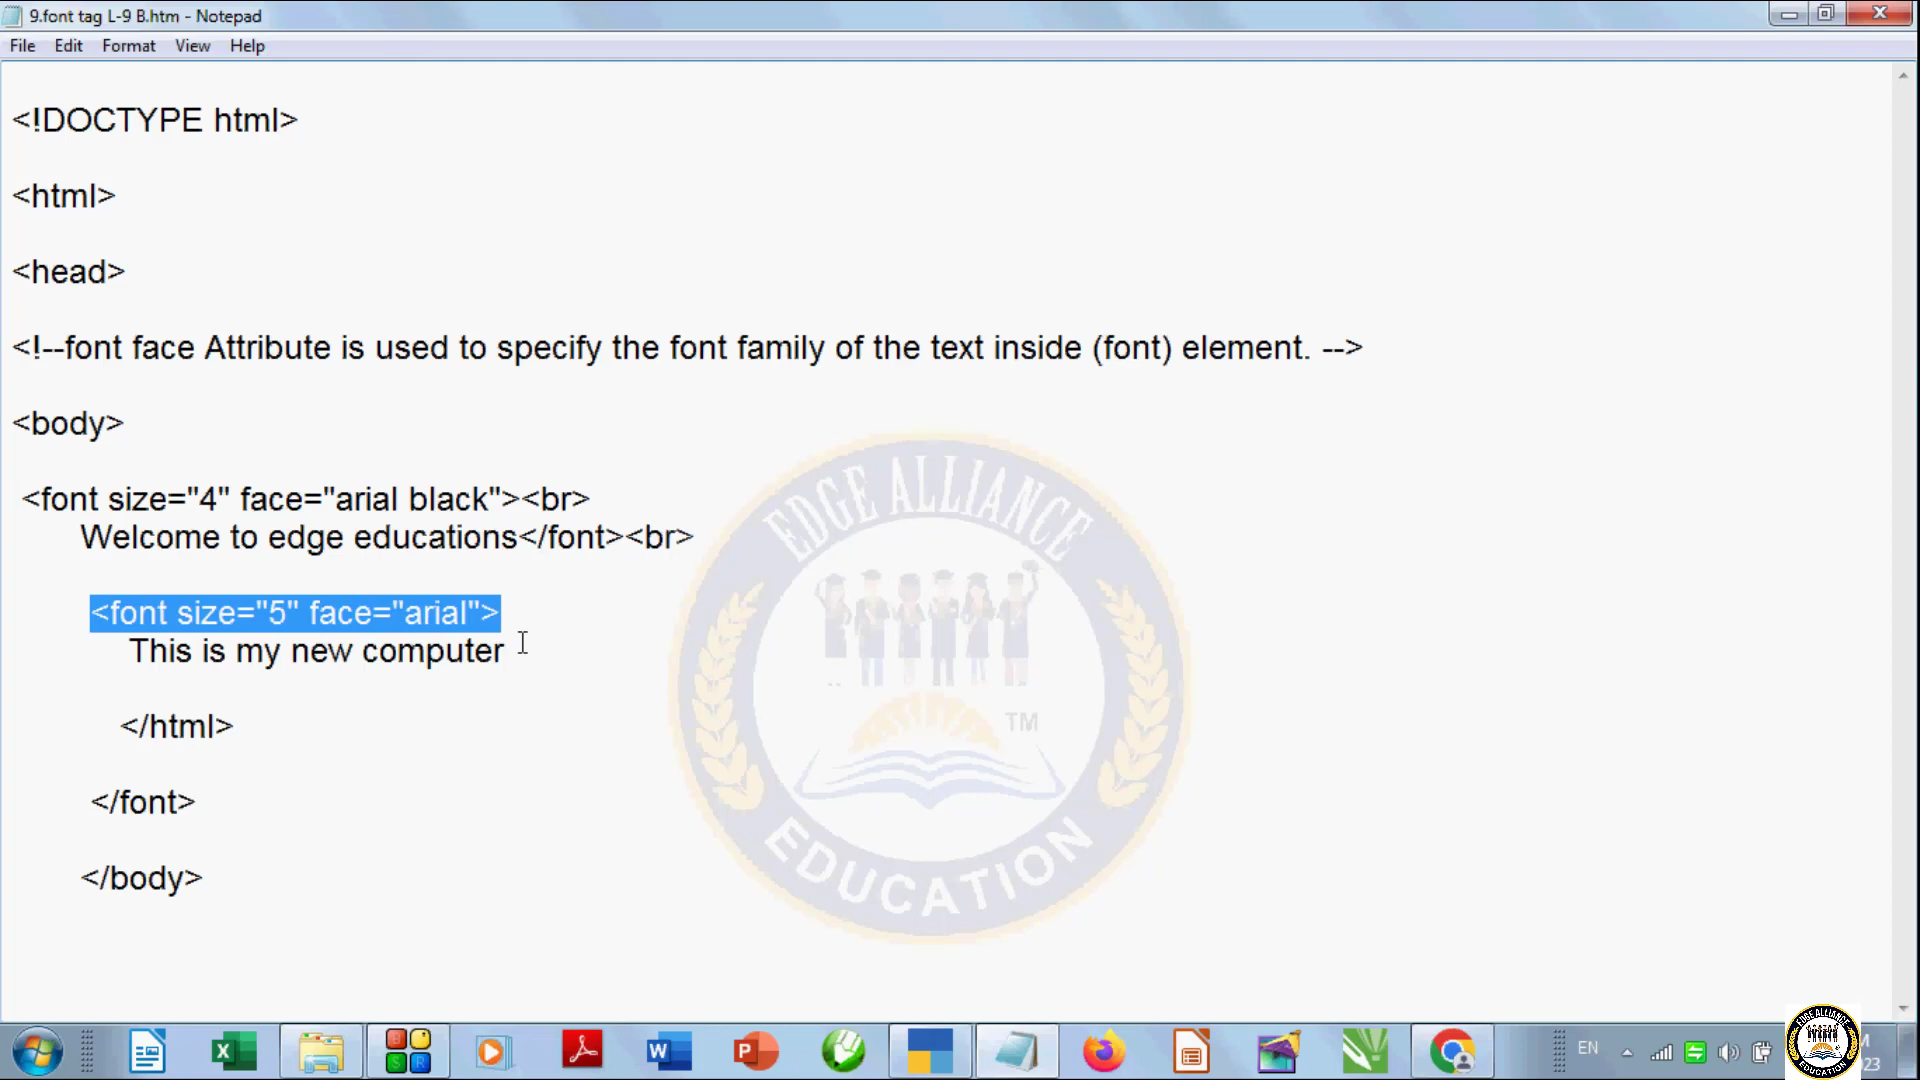 9.font tag L-9 B.htm - Notepad
File Edit Format View Help
<!DOCTYPE html>
<html>
<head>
<!--font face Attribute is used to specify the font family of the text inside (font) element. -->
<body>
<font size="4" face="arial black"><br>
Welcome to edge educations</font><br>
<font size="5" face="arial">
This is my new computer
</html>
</font>
</body>
EDGE ALLIANCE
TM
EDUCATION
EN